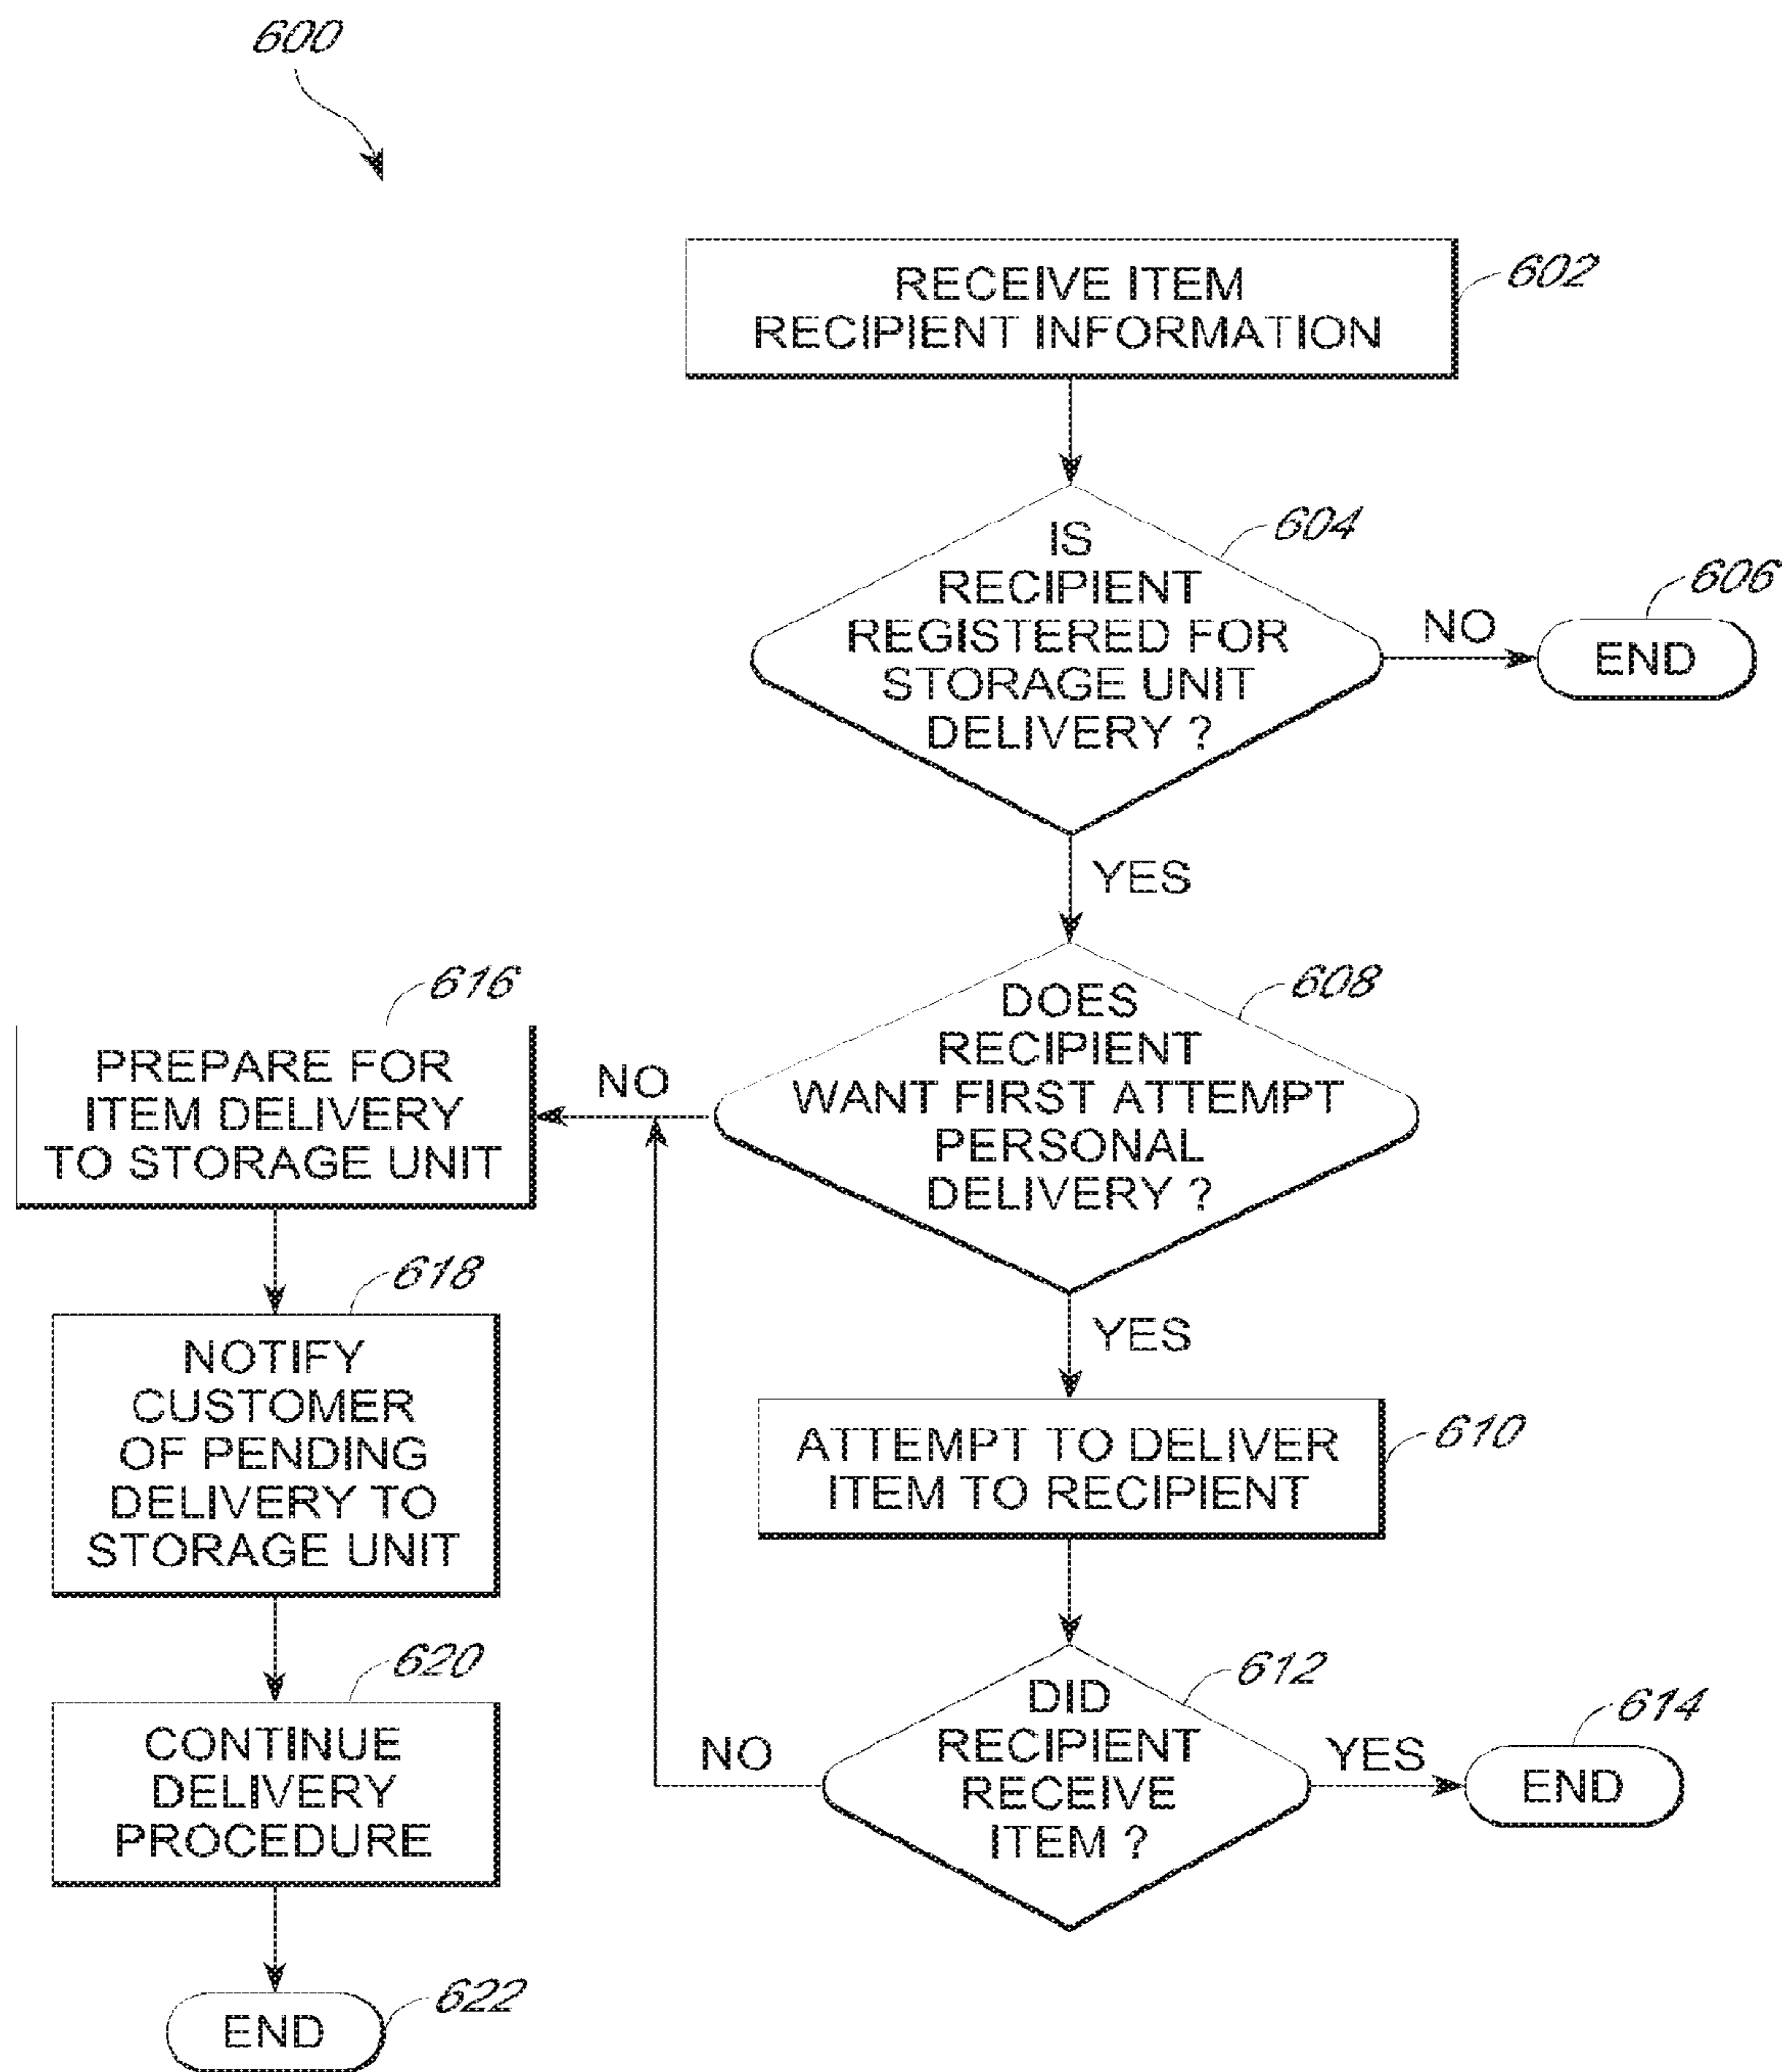 600
RECEIVE ITEM
RECIPIENT INFORMATION
602
IS
RECIPIENT
REGISTERED FOR
STORAGE UNIT
DELIVERY ?
604
NO
END
606
YES
DOES
RECIPIENT
WANT FIRST ATTEMPT
PERSONAL
DELIVERY ?
608
NO
YES
ATTEMPT TO DELIVER
ITEM TO RECIPIENT
610
DID
RECIPIENT
RECEIVE
ITEM ?
612
NO
YES
END
614
PREPARE FOR
ITEM DELIVERY
TO STORAGE UNIT
616
NOTIFY
CUSTOMER
OF PENDING
DELIVERY TO
STORAGE UNIT
618
CONTINUE
DELIVERY
PROCEDURE
620
END
622